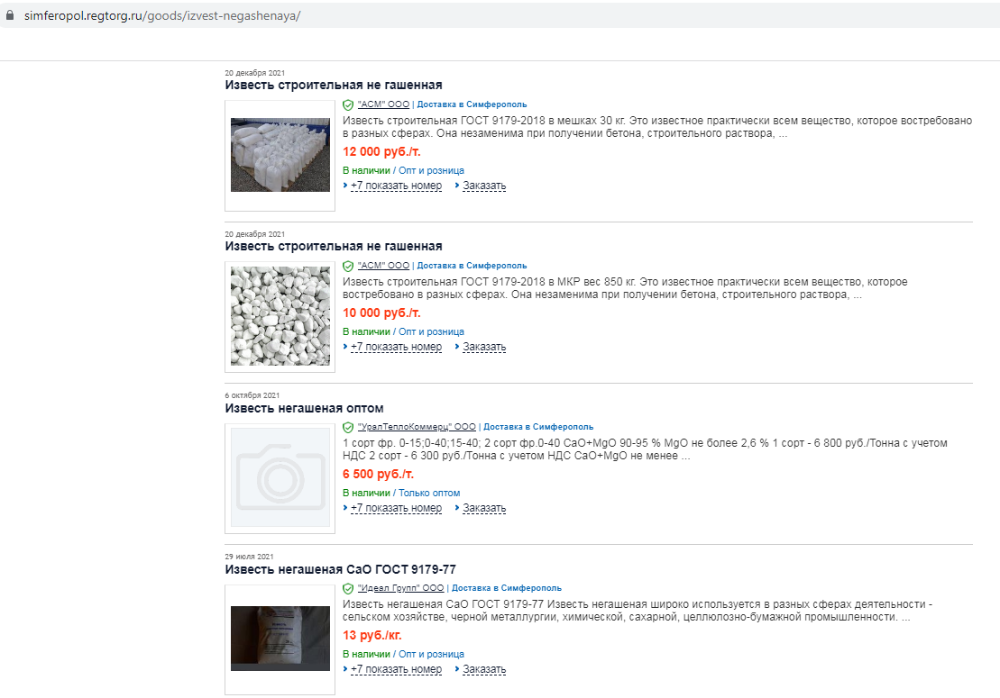 simferopol.regtorg.ru/goods/izvest-negashenaya/
20 декабря 2021
Известь строительная не гашенная
"АСМ" ООО | Доставка в Симферополь
Известь строительная ГОСТ 9179-2018 в мешках 30 кг. Это известное практически всем вещество, которое востребовано
в разных сферах. Она незаменима при получении бетона, строительного раствора, ...
12 000 руб./т.
В наличии / Опт и розница
+7 показать номер Заказать
20 декабря 2021
Известь строительная не гашенная
"АСМ" ООО | Доставка в Симферополь
Известь строительная ГОСТ 9179-2018 в МКР вес 850 кг. Это известное практически всем вещество, которое
востребовано в разных сферах. Она незаменима при получении бетона, строительного раствора, ...
10 000 руб./т.
В наличии / Опт и розница
+7 показать номер Заказать
6 октября 2021
Известь негашеная оптом
"УралТеплоКоммерц" ООО | Доставка в Симферополь
1 сорт фр. 0-15;0-40;15-40; 2 сорт фр.0-40 СаО+MgO 90-95 % MgO не более 2,6 % 1 сорт - 6 800 руб./Тонна с учетом
НДС 2 сорт - 6 300 руб./Тонна с учетом НДС СаО+MgO не менее ...
6 500 руб./т.
В наличии / Только оптом
+7 показать номер Заказать
29 июля 2021
Известь негашеная СаО ГОСТ 9179-77
"Идеал Групп" ООО | Доставка в Симферополь
Известь негашеная СаО ГОСТ 9179-77 Известь негашеная широко используется в разных сферах деятельности -
сельском хозяйстве, черной металлургии, химической, сахарной, целлюлозно-бумажной промышленности. ...
13 руб./кг.
В наличии / Опт и розница
+7 показать номер Заказать